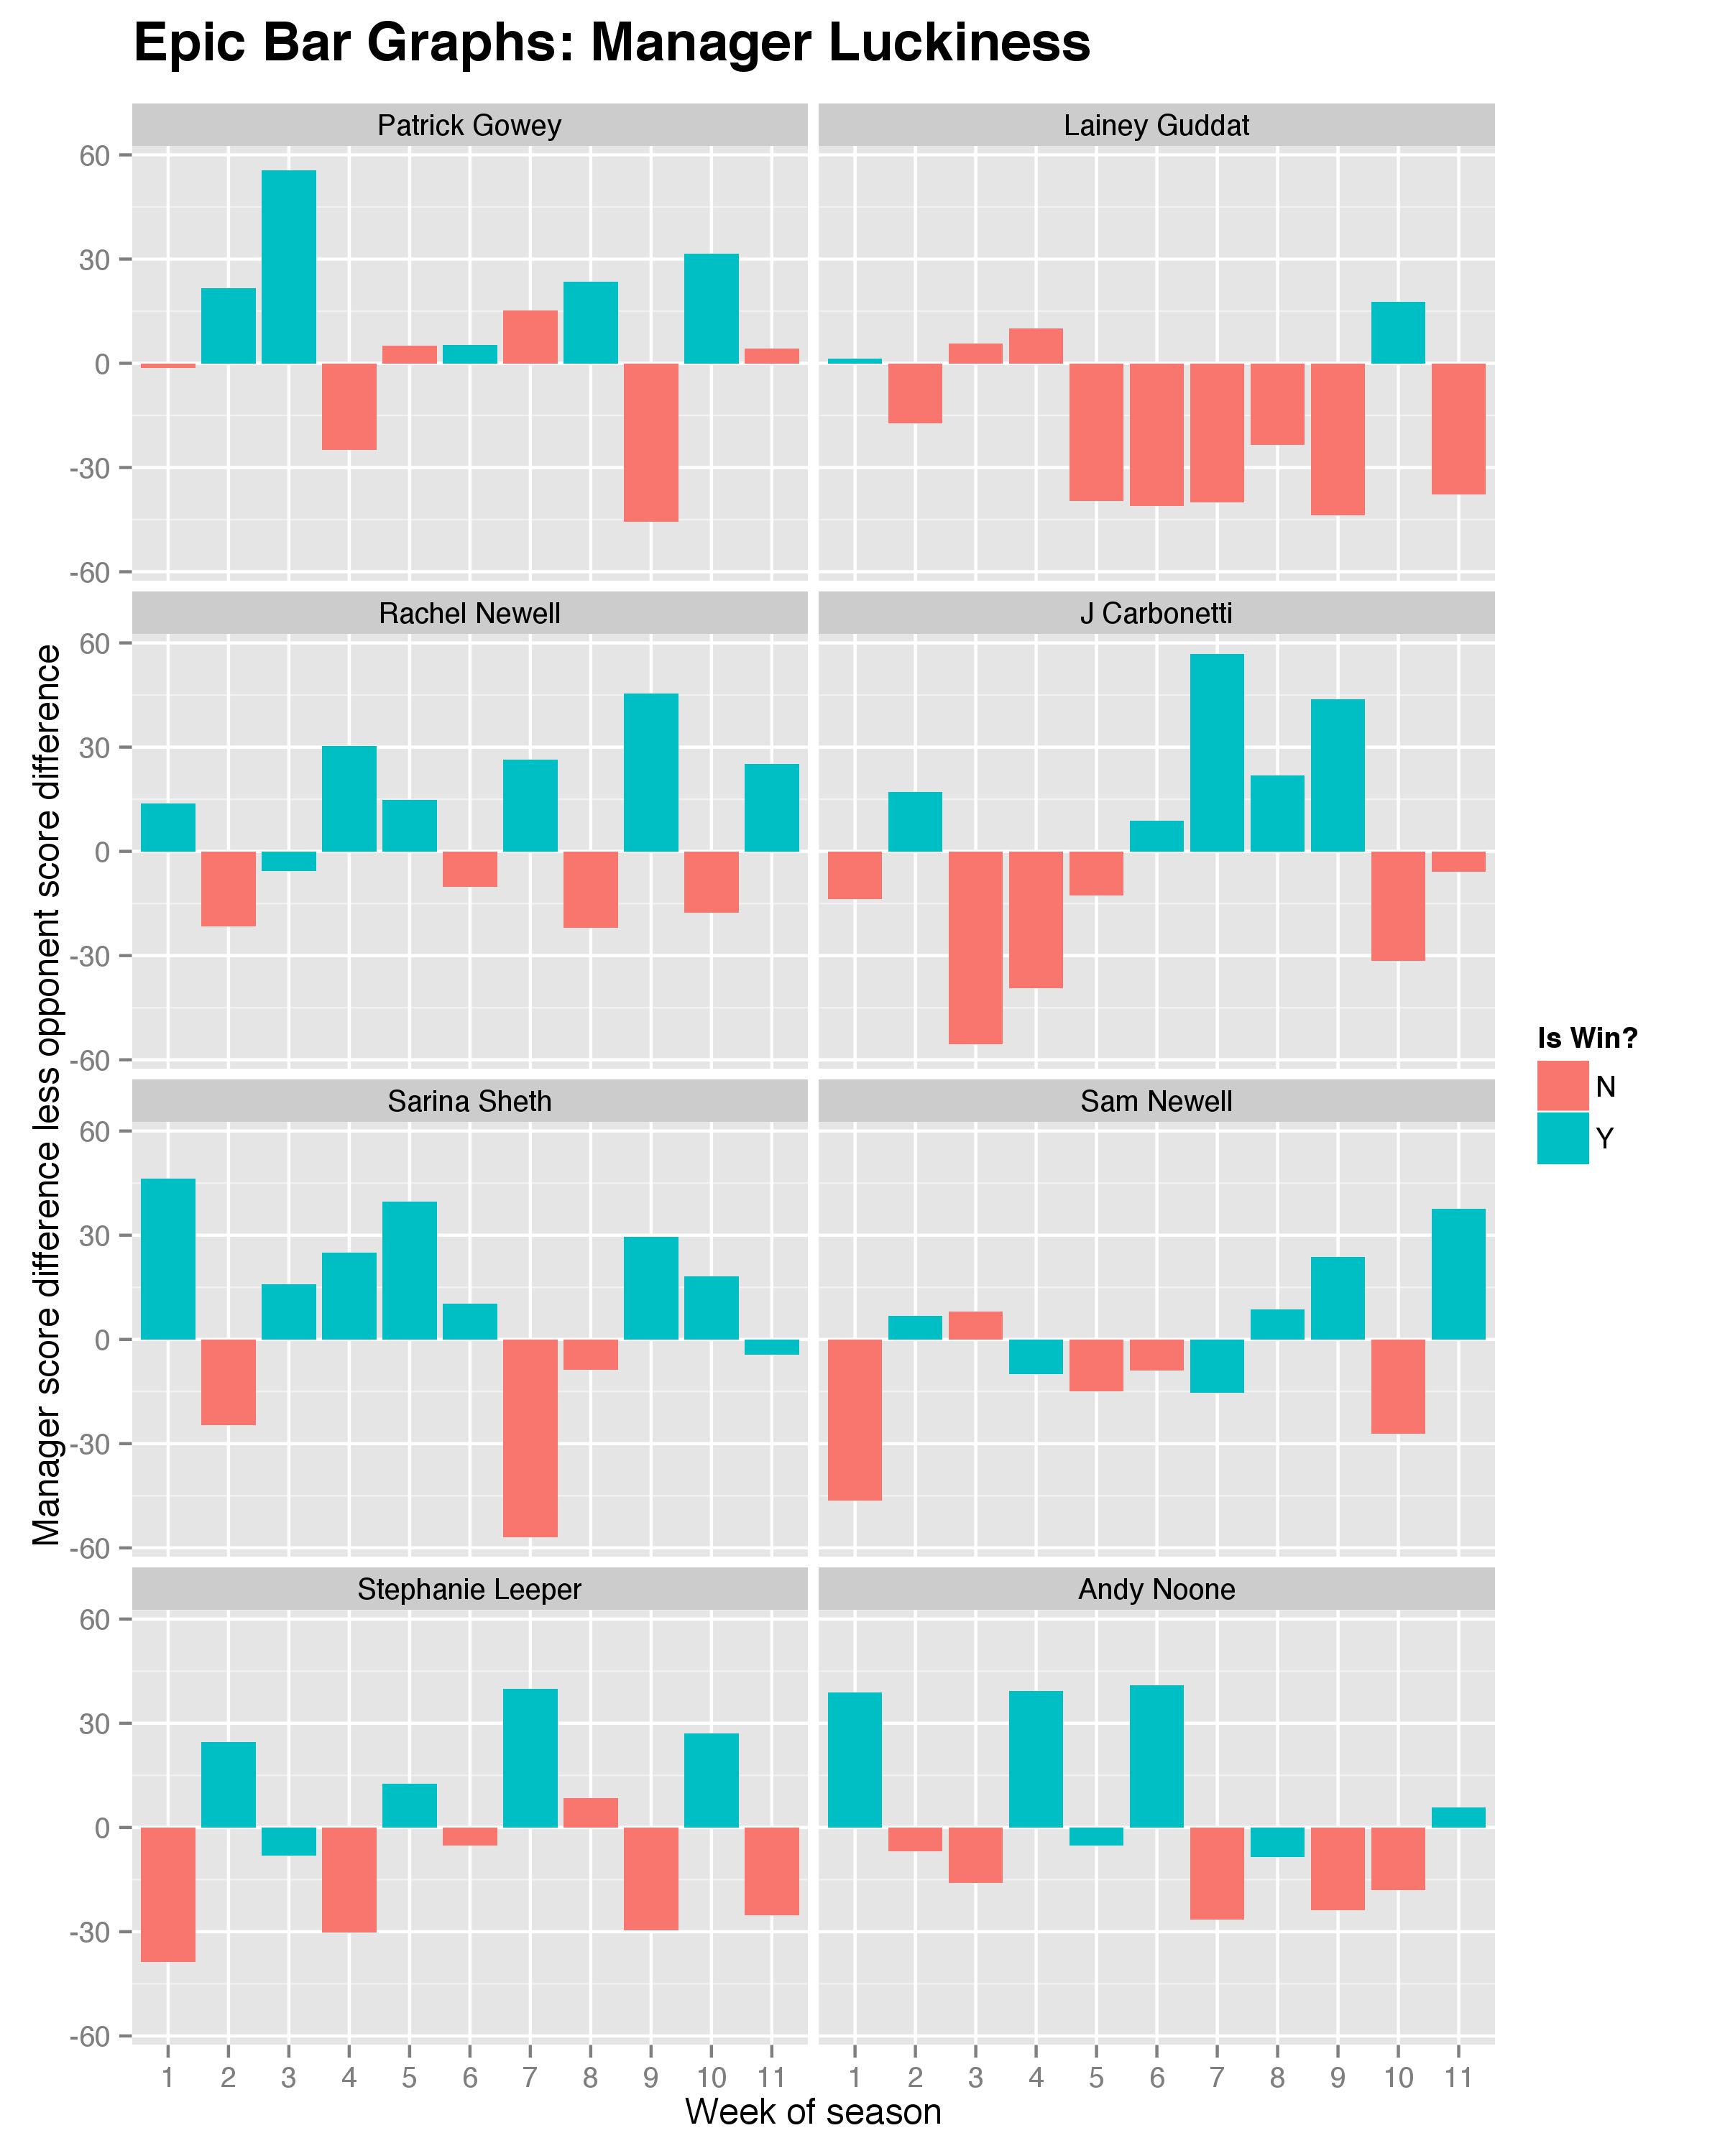 Epic Bar Graphs: Manager Luckiness
Patrick Gowey
Lainey Guddat
60
30
0
-30
-60
Rachel Newell
J Carbonetti
60
30
0
-30
-60
Sarina Sheth
Sam Newell
60
30
0
-30
-60
Stephanie Leeper
Andy Noone
60
30
0
-30
-60
1 2 3 4 5 6 7 8 9 10 11
1 2 3 4 5 6 7 8 9 10 11
Week of season
Manager score difference less opponent score difference
Is Win?
N
Y